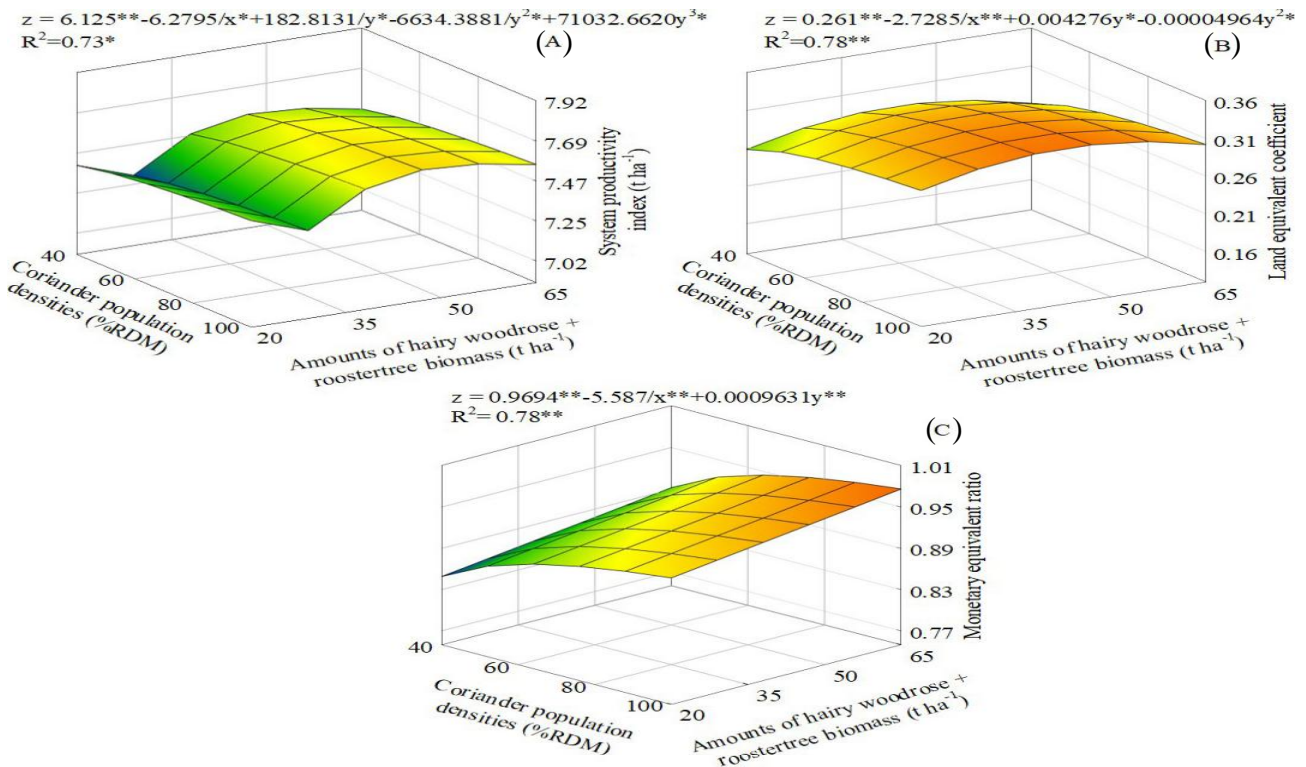 z = 6.125**-6.2795/x*+182.8131/y*-6634.3881/y²*+71032.6620y³*
R²=0.73*
(A)
7.92
7.69
7.47
7.25
7.02
System productivity
index (t ha⁻¹)
40
60
80
100
Coriander population
densities (%RDM)
20
35
50
65
Amounts of hairy woodrose +
roostertree biomass (t ha⁻¹)
z = 0.261**-2.7285/x**+0.004276y*-0.00004964y²*
R²=0.78**
(B)
0.36
0.31
0.26
0.21
0.16
Land equivalent coefficient
40
60
80
100
Coriander population
densities (%RDM)
20
35
50
65
Amounts of hairy woodrose +
roostertree biomass (t ha⁻¹)
z = 0.9694**-5.587/x**+0.0009631y**
R²= 0.78**
(C)
1.01
0.95
0.89
0.83
0.77
Monetary equivalent ratio
40
60
80
100
Coriander population
densities (%RDM)
20
35
50
65
Amounts of hairy woodrose +
roostertree biomass (t ha⁻¹)